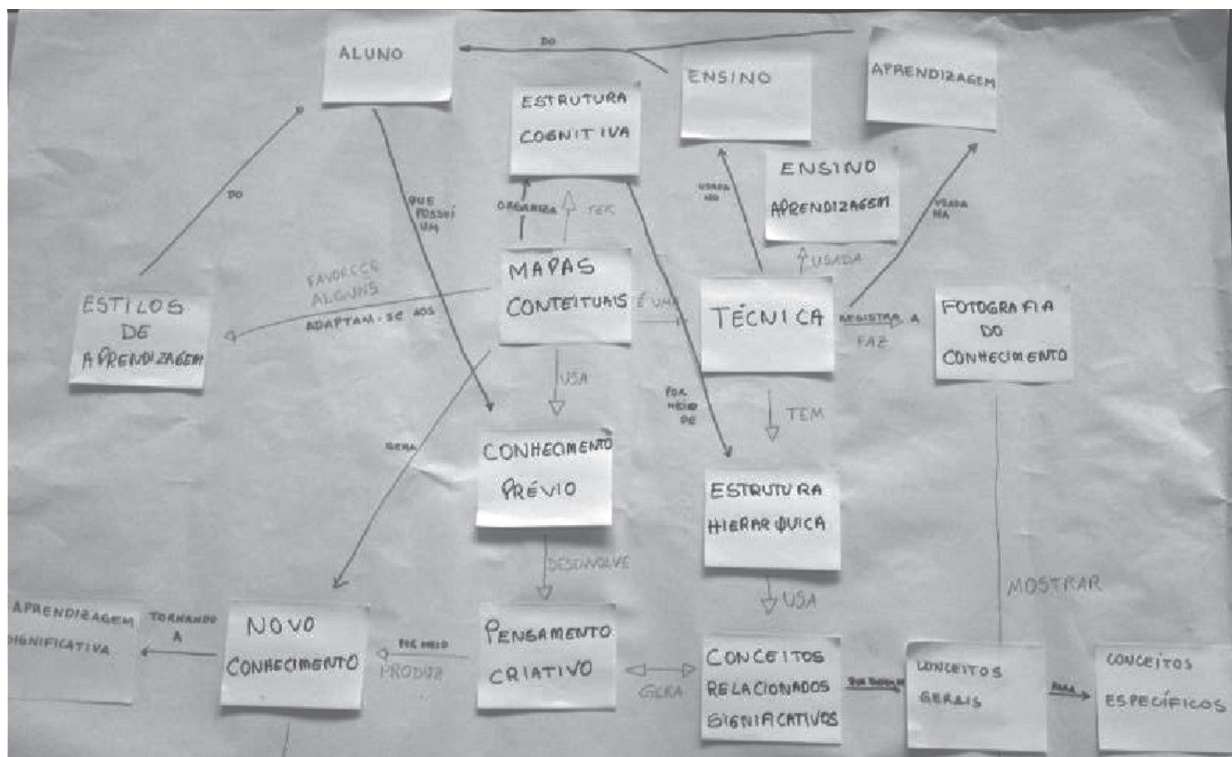 ALUNO
DO
ENSINO
APRENDIZAGEM
ESTRUTURA
COGNITIVA
ENSINO
APRENDIZAGEM
DO
QUE
POSSUI
UM
ORGANIZA
TER
USADA
NO
USADA
USADA
NA
MAPAS
CONTEITUAIS
É UMA
TÉCNICA
REGISTRA A
FAZ
FOTOGRAFIA
DO
CONHECIMENTO
FAVORECE
ALGUNS
ADAPTAM-SE AOS
ESTILOS
DE
APRENDIZAGEM
USA
POR
MEIO
DE
TEM
GERA
CONHECIMENTO
PRÉVIO
ESTRUTURA
HIERARQUICA
DESENVOLVE
USA
MOSTRAR
APRENDIZAGEM
SIGNIFICATIVA
TORNANDO
A
NOVO
CONHECIMENTO
POR MEIO
PRODUZ
PENSAMENTO
CRIATIVO
GERA
CONCEITOS
RELACIONADOS
SIGNIFICATIVOS
CONCEITOS
GERAIS
PARA
CONCEITOS
ESPECÍFICOS